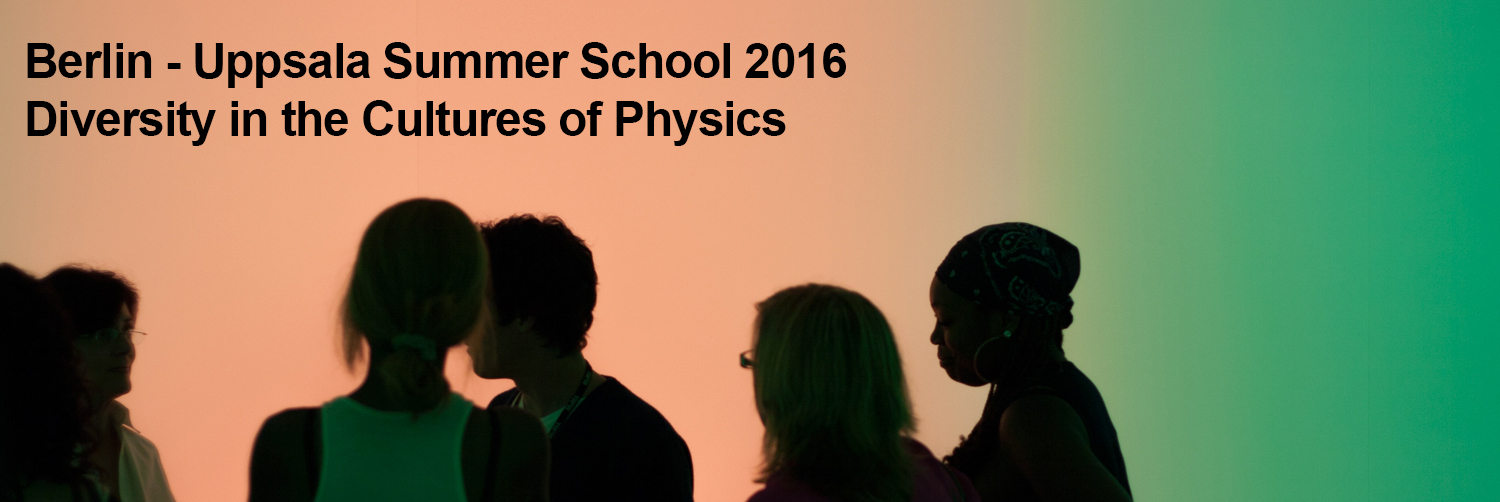 Berlin - Uppsala Summer School 2016
Diversity in the Cultures of Physics